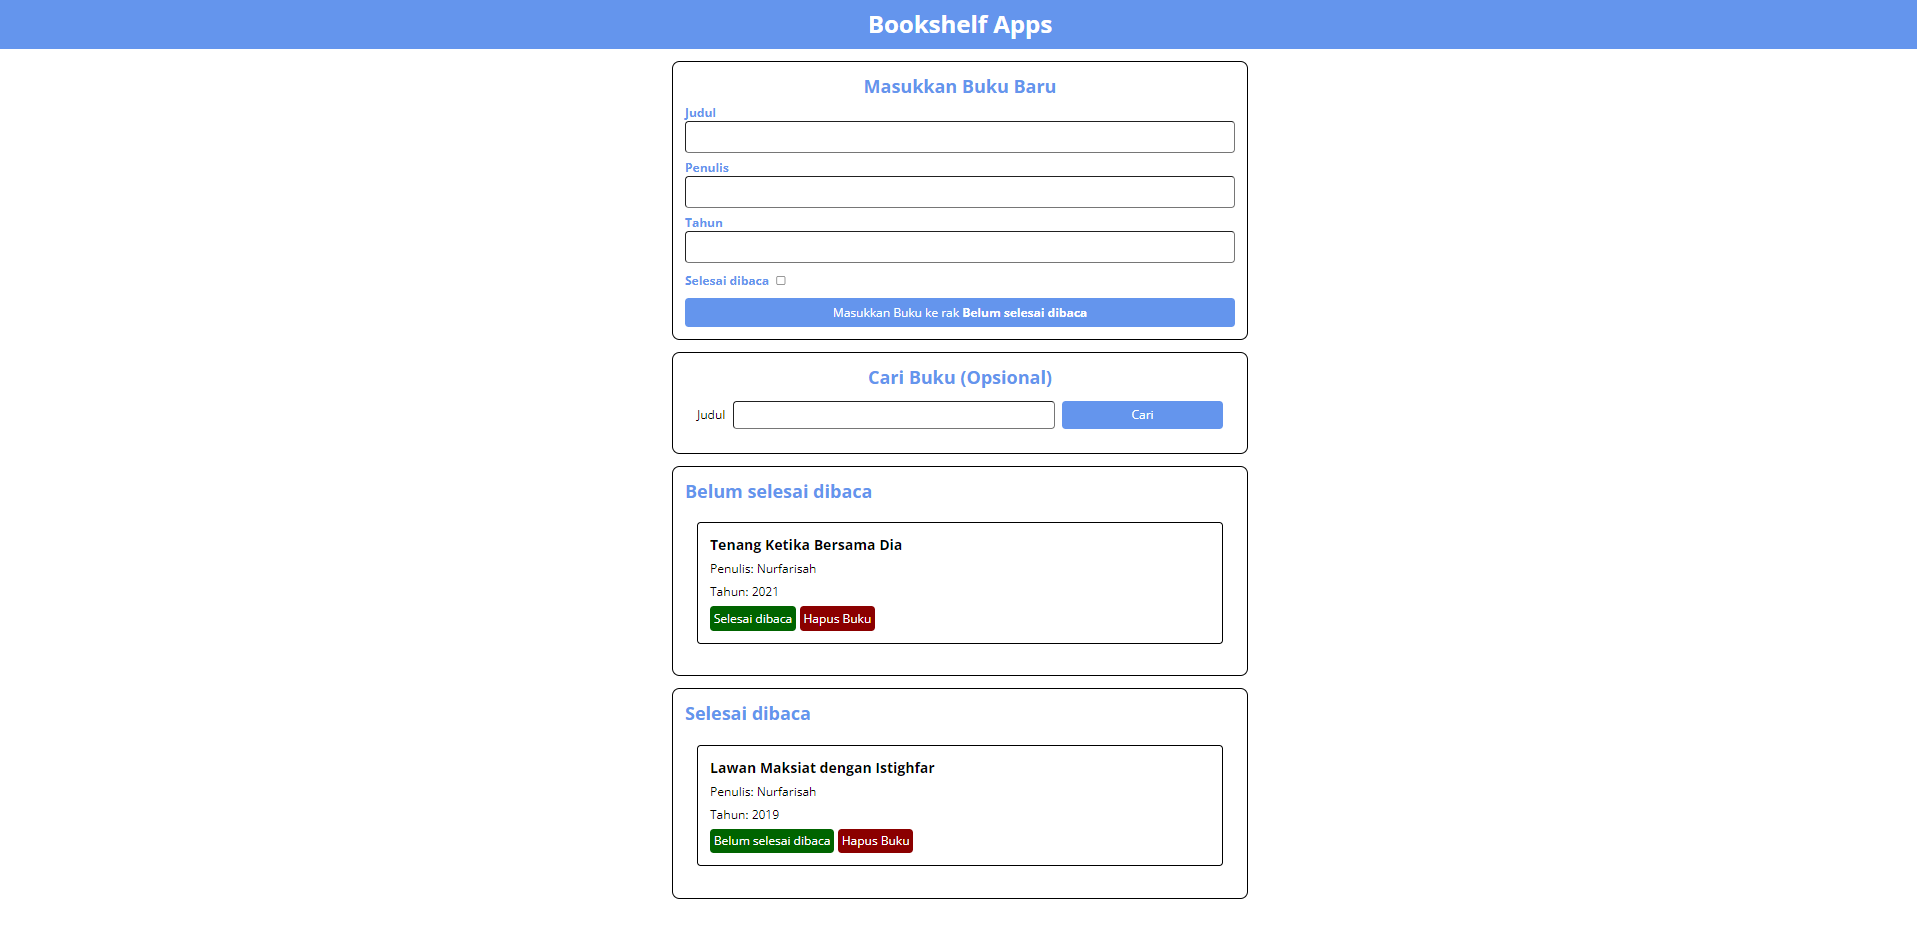 Bookshelf Apps
Masukkan Buku Baru
Judul
Penulis
Tahun
Selesai dibaca
Masukkan Buku ke rak Belum selesai dibaca
Cari Buku (Opsional)
Judul Cari
Belum selesai dibaca
Tenang Ketika Bersama Dia
Penulis: Nurfarisah
Tahun: 2021
Selesai dibaca Hapus Buku
Selesai dibaca
Lawan Maksiat dengan Istighfar
Penulis: Nurfarisah
Tahun: 2019
Belum selesai dibaca Hapus Buku